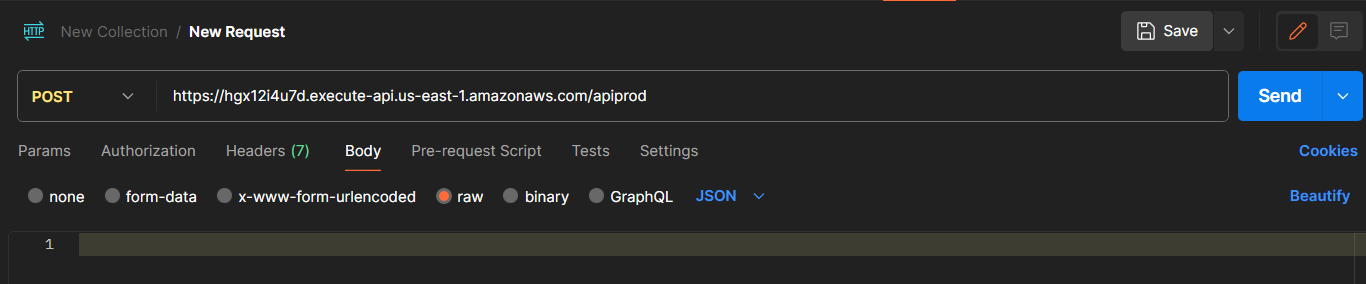 HTTP New Collection / New Request Save
POST https://hgx12i4u7d.execute-api.us-east-1.amazonaws.com/apiprod Send
Params Authorization Headers (7) Body Pre-request Script Tests Settings Cookies
none form-data x-www-form-urlencoded raw binary GraphQL JSON Beautify
1